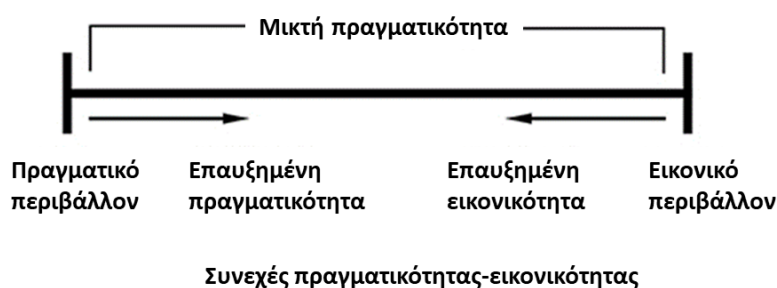 Μικτή πραγματικότητα
Πραγματικό περιβάλλον
Επαυξημένη πραγματικότητα
Επαυξημένη εικονικότητα
Εικονικό περιβάλλον
Συνεχές πραγματικότητας-εικονικότητας